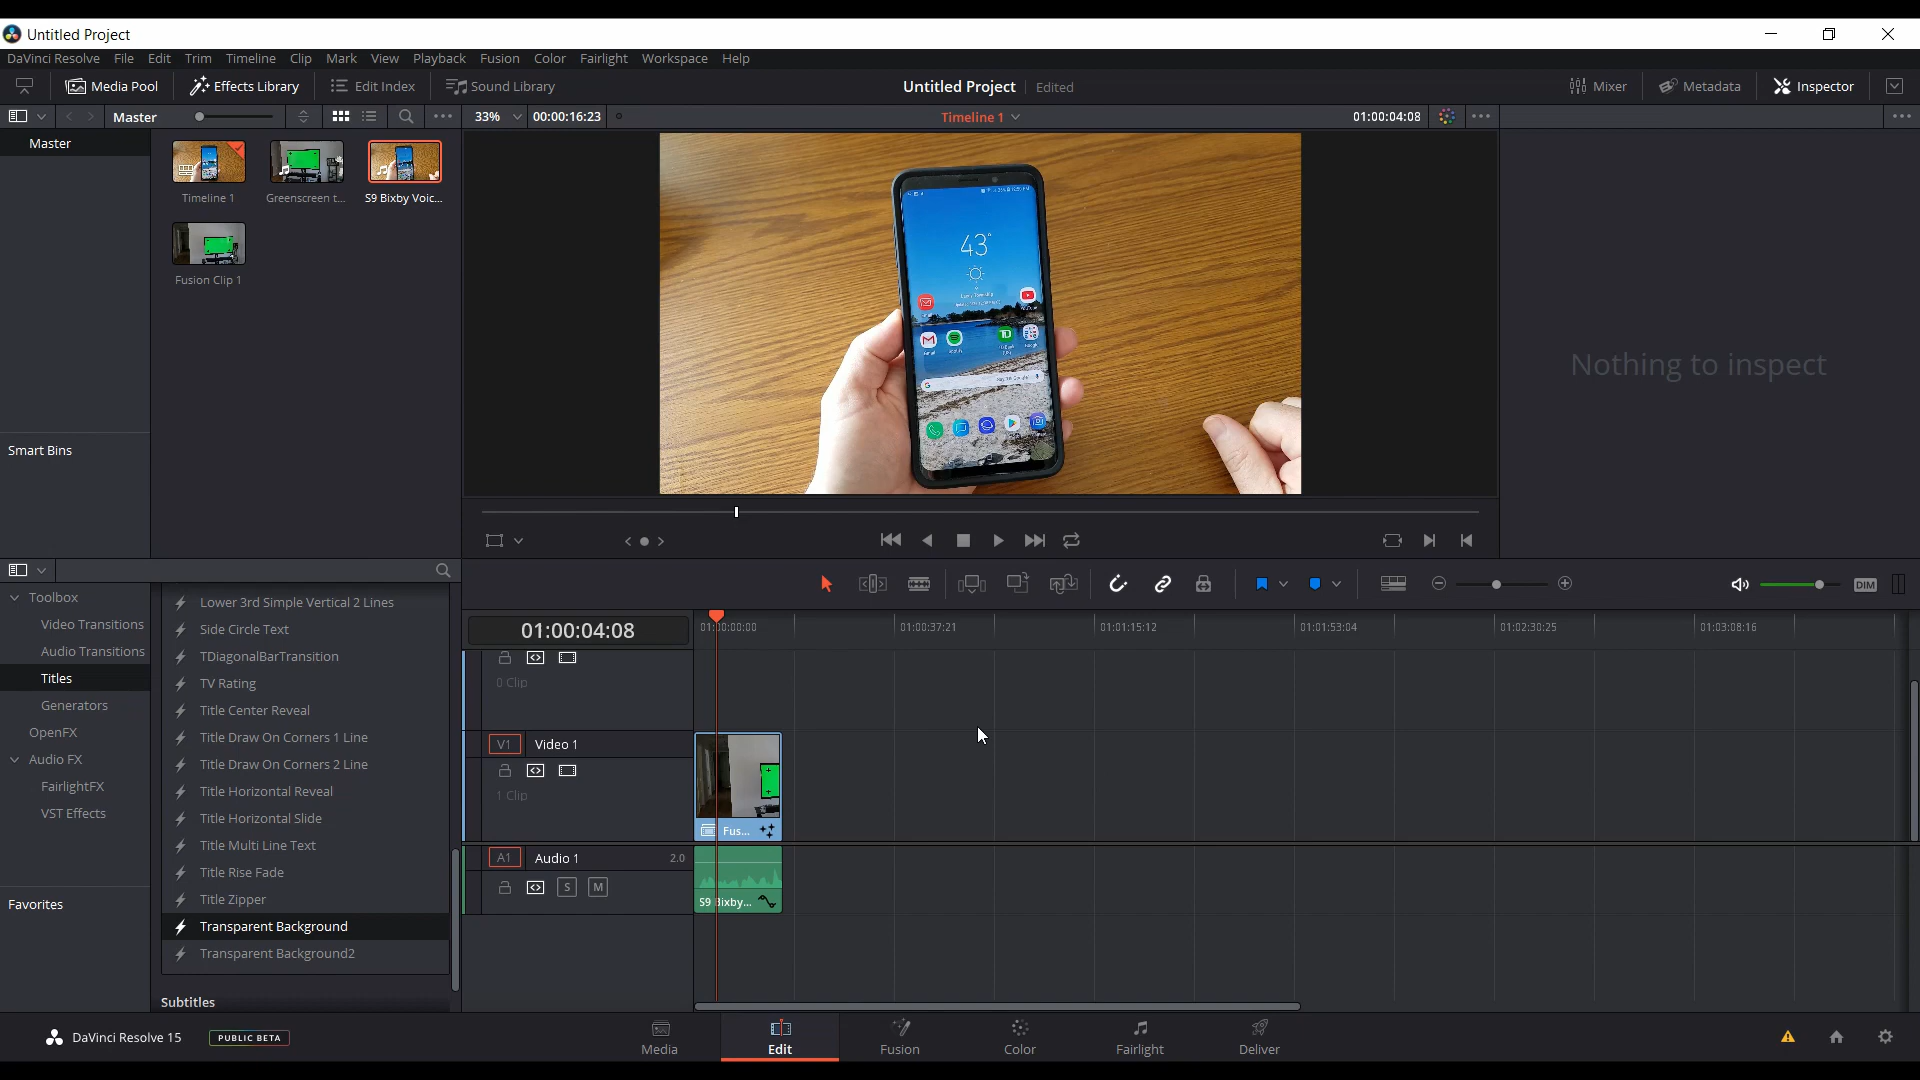 Untitled Project
DaVinci Resolve File Edit Trim Timeline Clip Mark View Playback Fusion Color Fairlight Workspace Help
Media Pool Effects Library Edit Index Sound Library Untitled Project Edited Mixer Metadata Inspector
Master 33% 00:00:16:23 Timeline 1 01:00:04:08
Master
Timeline 1 Greenscreen t... S9 Bixby Voic...
Fusion Clip 1
43°
Gmail
Nothing to inspect
Smart Bins
Toolbox
Video Transitions
Audio Transitions
Titles
Generators
OpenFX
Audio FX
FairlightFX
VST Effects
Favorites
Lower 3rd Simple Vertical 2 Lines
Side Circle Text
TDiagonalBarTransition
TV Rating
Title Center Reveal
Title Draw On Corners 1 Line
Title Draw On Corners 2 Line
Title Horizontal Reveal
Title Horizontal Slide
Title Multi Line Text
Title Rise Fade
Title Zipper
Transparent Background
Transparent Background2
Subtitles
DIM
01:00:04:08 01:00:00:00 01:00:37:21 01:01:15:12 01:01:53:04 01:02:30:25 01:03:08:16
0 Clip
V1 Video 1
1 Clip
Fus...
A1 Audio 1 2.0
S M
S9 Bixby...
DaVinci Resolve 15 PUBLIC BETA
Media Edit Fusion Color Fairlight Deliver